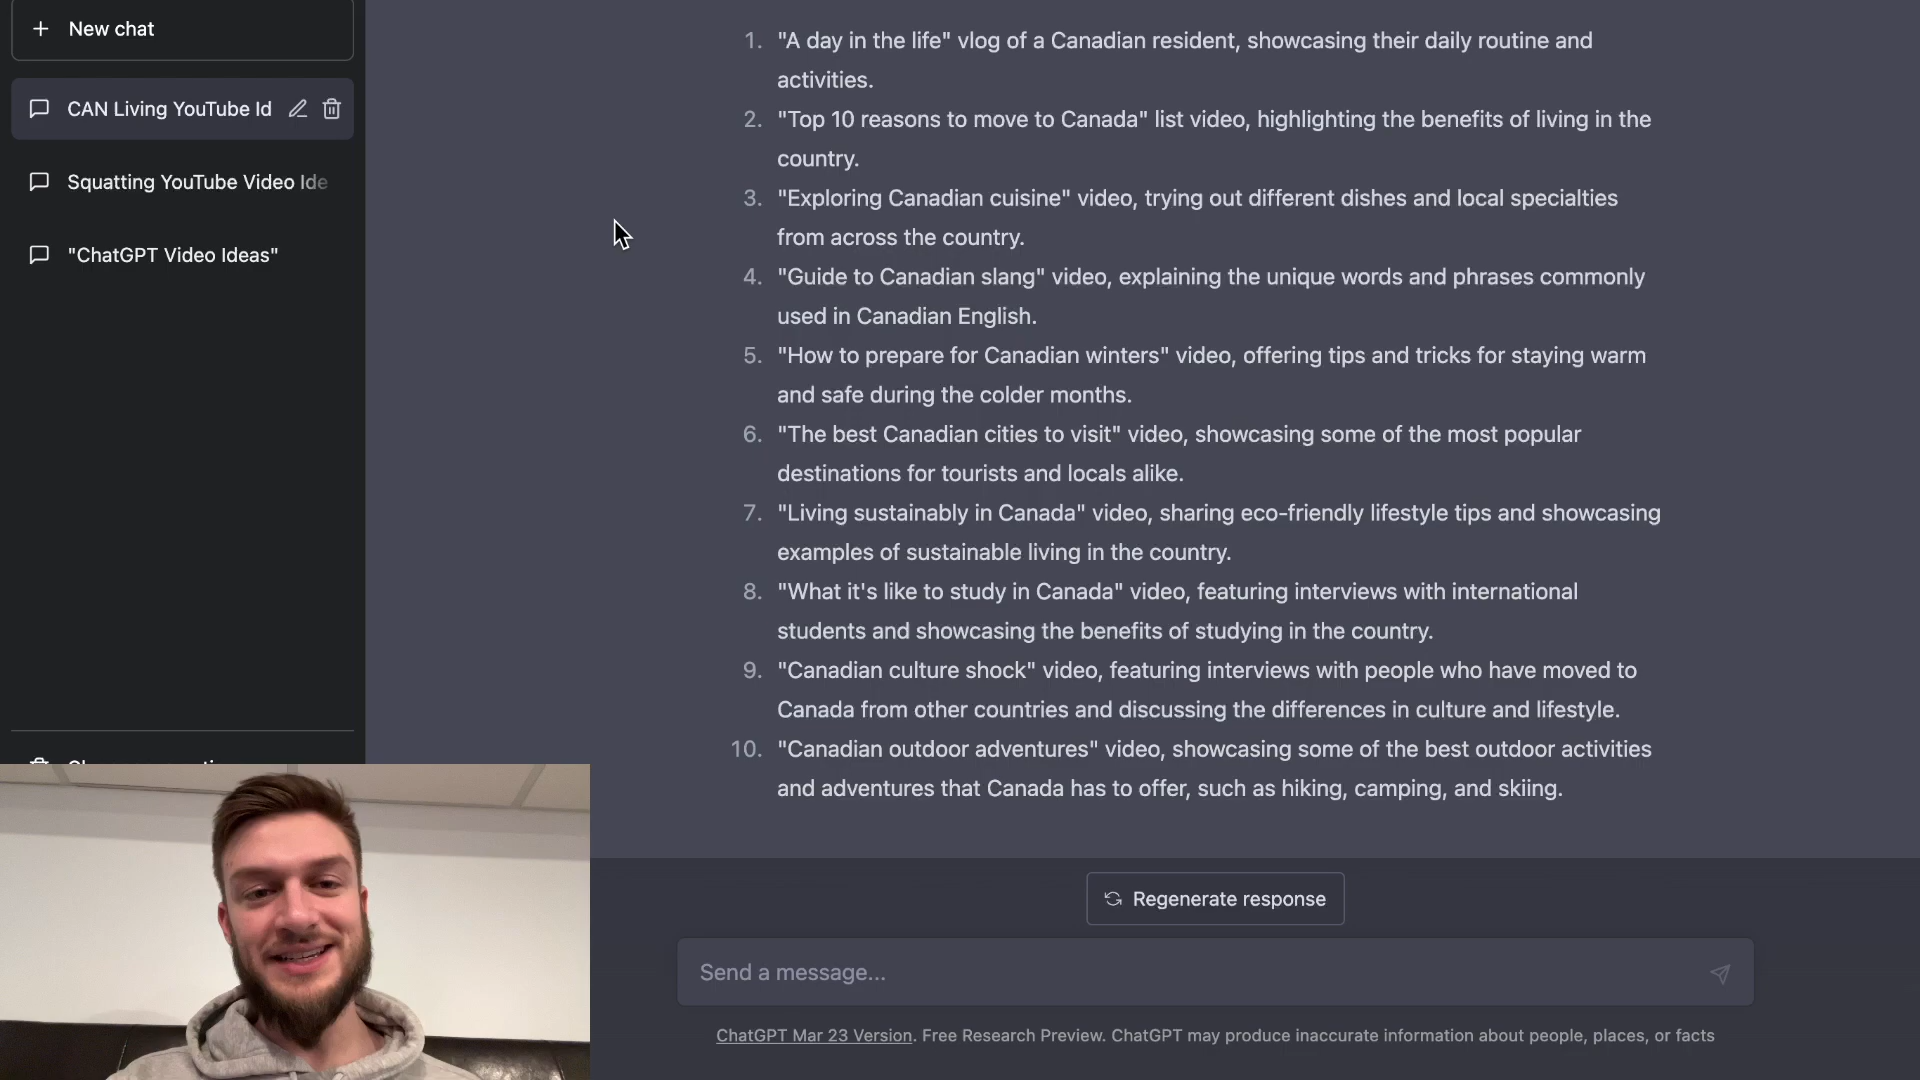 New chat
CAN Living YouTube Id
Squatting YouTube Video Ide
"ChatGPT Video Ideas"
1. "A day in the life" vlog of a Canadian resident, showcasing their daily routine and
activities.
2. "Top 10 reasons to move to Canada" list video, highlighting the benefits of living in the
country.
3. "Exploring Canadian cuisine" video, trying out different dishes and local specialties
from across the country.
4. "Guide to Canadian slang" video, explaining the unique words and phrases commonly
used in Canadian English.
5. "How to prepare for Canadian winters" video, offering tips and tricks for staying warm
and safe during the colder months.
6. "The best Canadian cities to visit" video, showcasing some of the most popular
destinations for tourists and locals alike.
7. "Living sustainably in Canada" video, sharing eco-friendly lifestyle tips and showcasing
examples of sustainable living in the country.
8. "What it's like to study in Canada" video, featuring interviews with international
students and showcasing the benefits of studying in the country.
9. "Canadian culture shock" video, featuring interviews with people who have moved to
Canada from other countries and discussing the differences in culture and lifestyle.
10. "Canadian outdoor adventures" video, showcasing some of the best outdoor activities
and adventures that Canada has to offer, such as hiking, camping, and skiing.
Regenerate response
Send a message...
ChatGPT Mar 23 Version. Free Research Preview. ChatGPT may produce inaccurate information about people, places, or facts